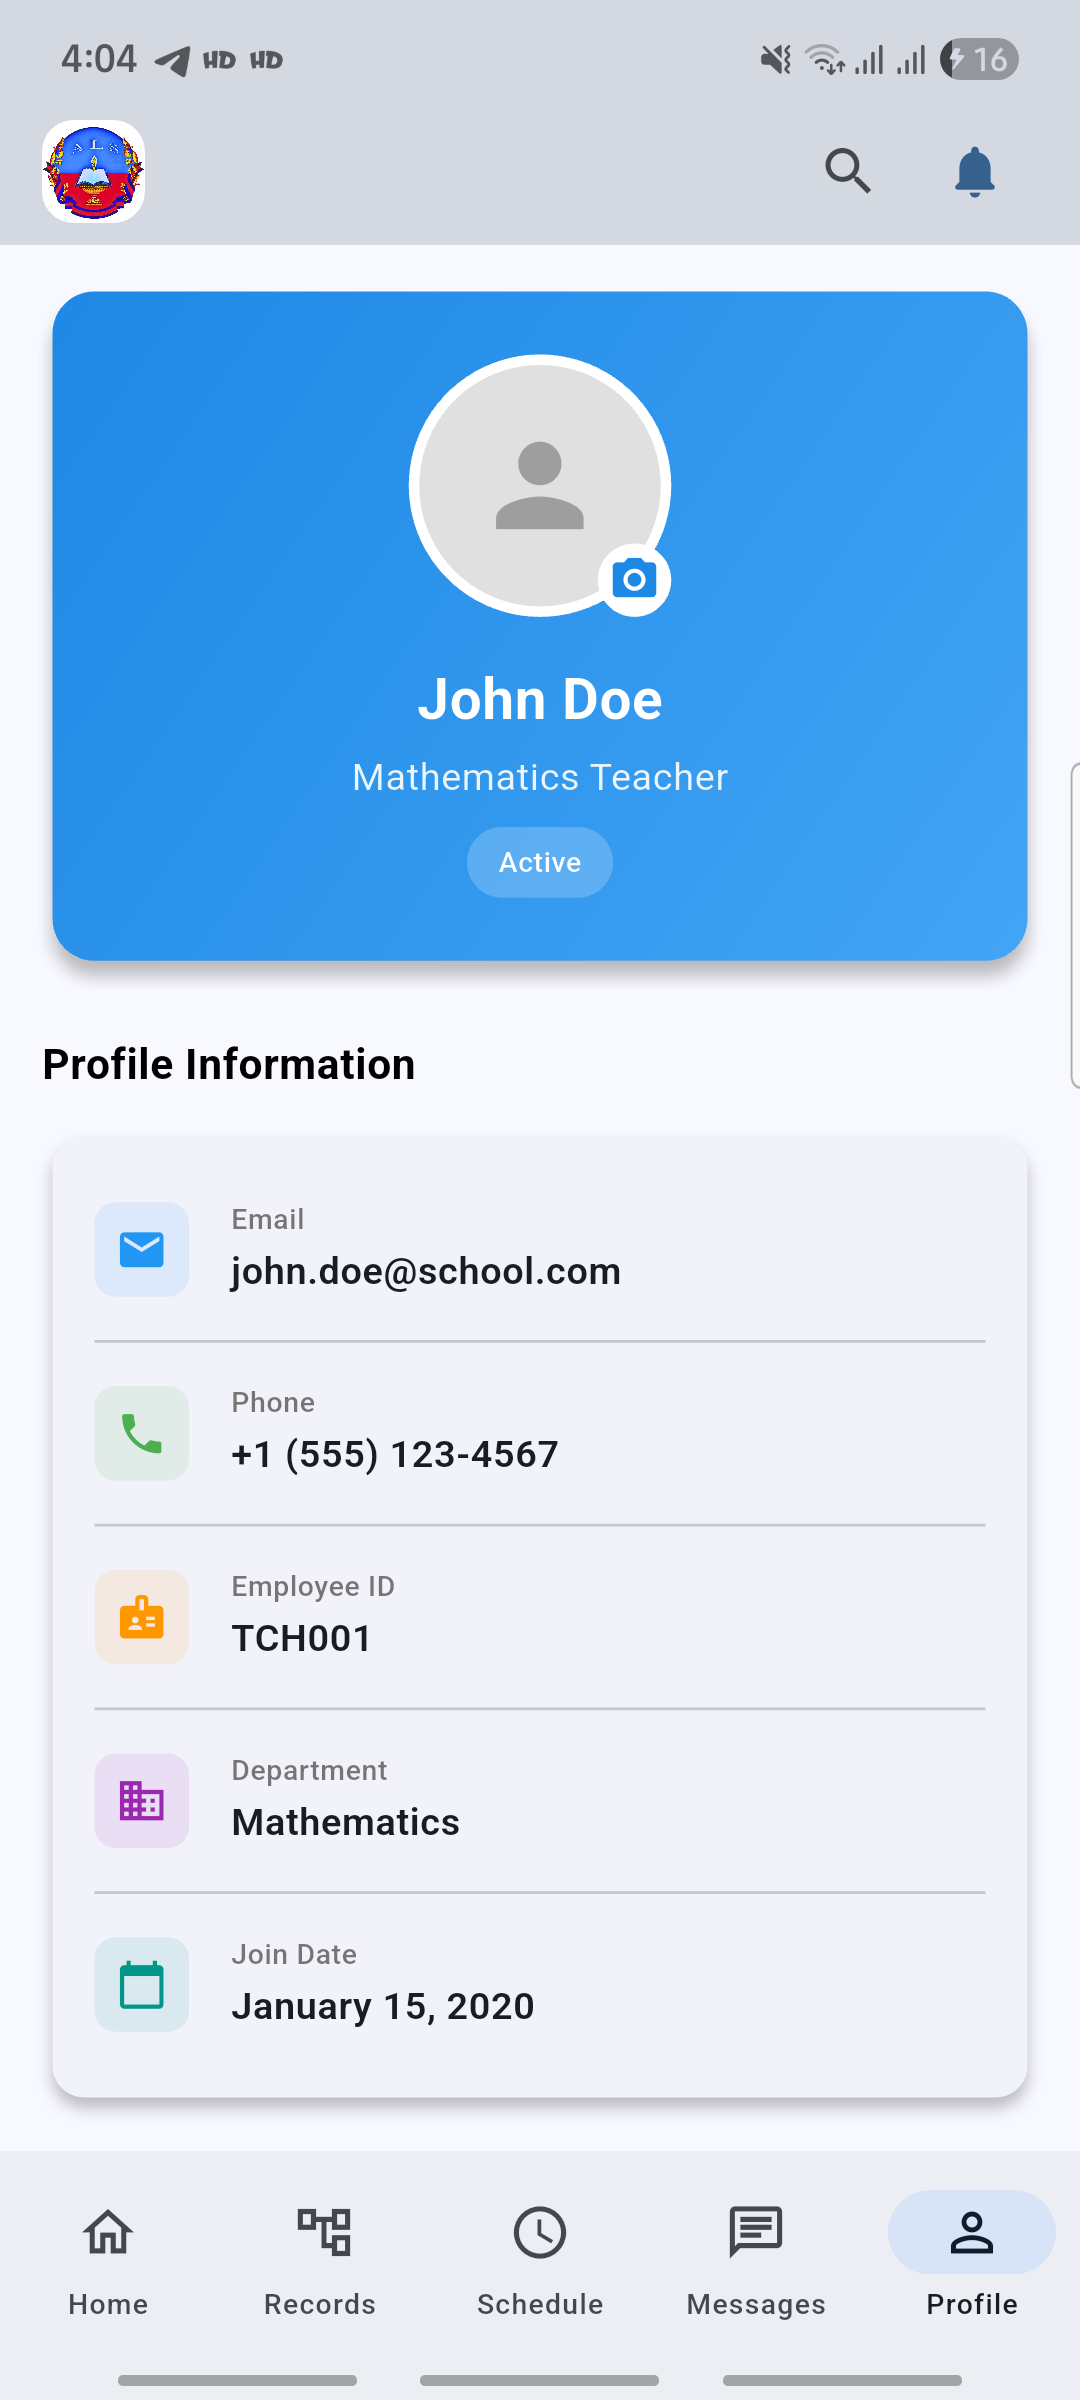 4:04 HD HD 16
A L S
John Doe
Mathematics Teacher
Active
Profile Information
Email
john.doe@school.com
Phone
+1 (555) 123-4567
Employee ID
TCH001
Department
Mathematics
Join Date
January 15, 2020
Home Records Schedule Messages Profile